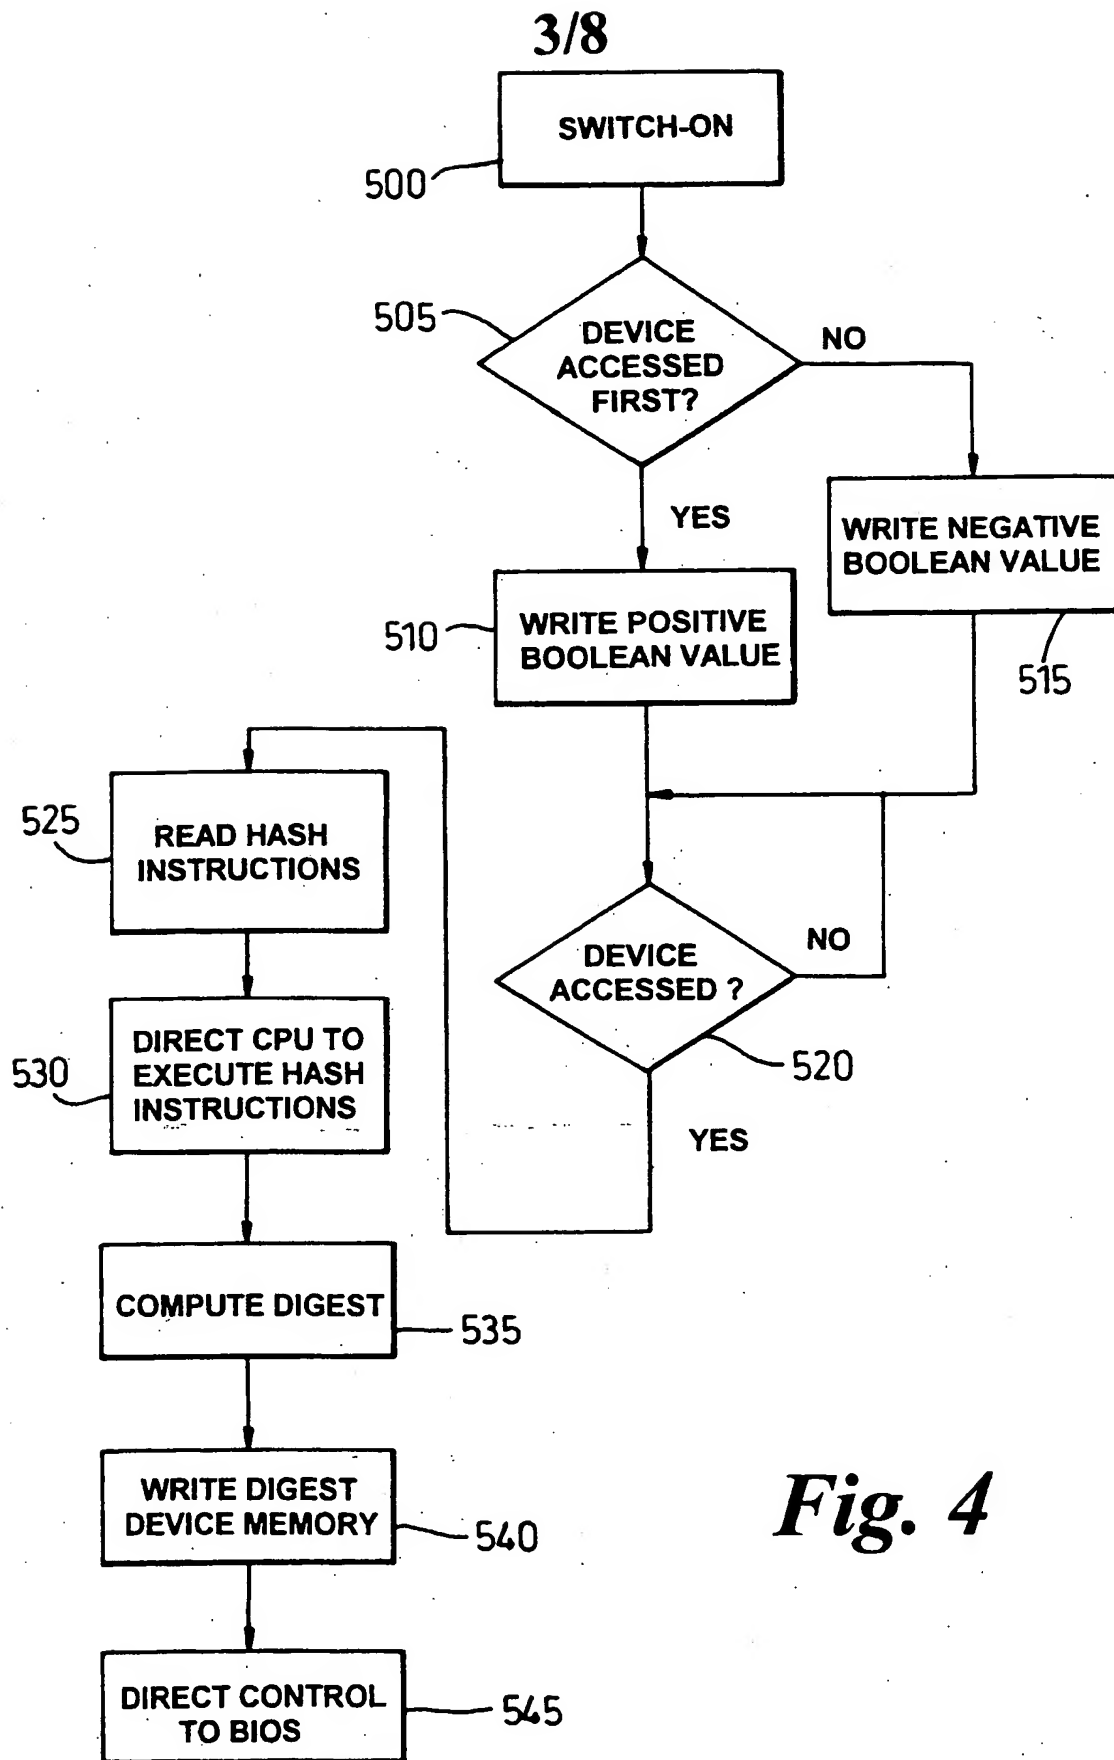 3/8
SWITCH-ON
500
505
DEVICE
ACCESSED
FIRST?
NO
YES
WRITE NEGATIVE
BOOLEAN VALUE
515
510
WRITE POSITIVE
BOOLEAN VALUE
525
READ HASH
INSTRUCTIONS
DEVICE
ACCESSED ?
NO
520
YES
530
DIRECT CPU TO
EXECUTE HASH
INSTRUCTIONS
COMPUTE DIGEST
535
WRITE DIGEST
DEVICE MEMORY
540
DIRECT CONTROL
TO BIOS
545
Fig. 4